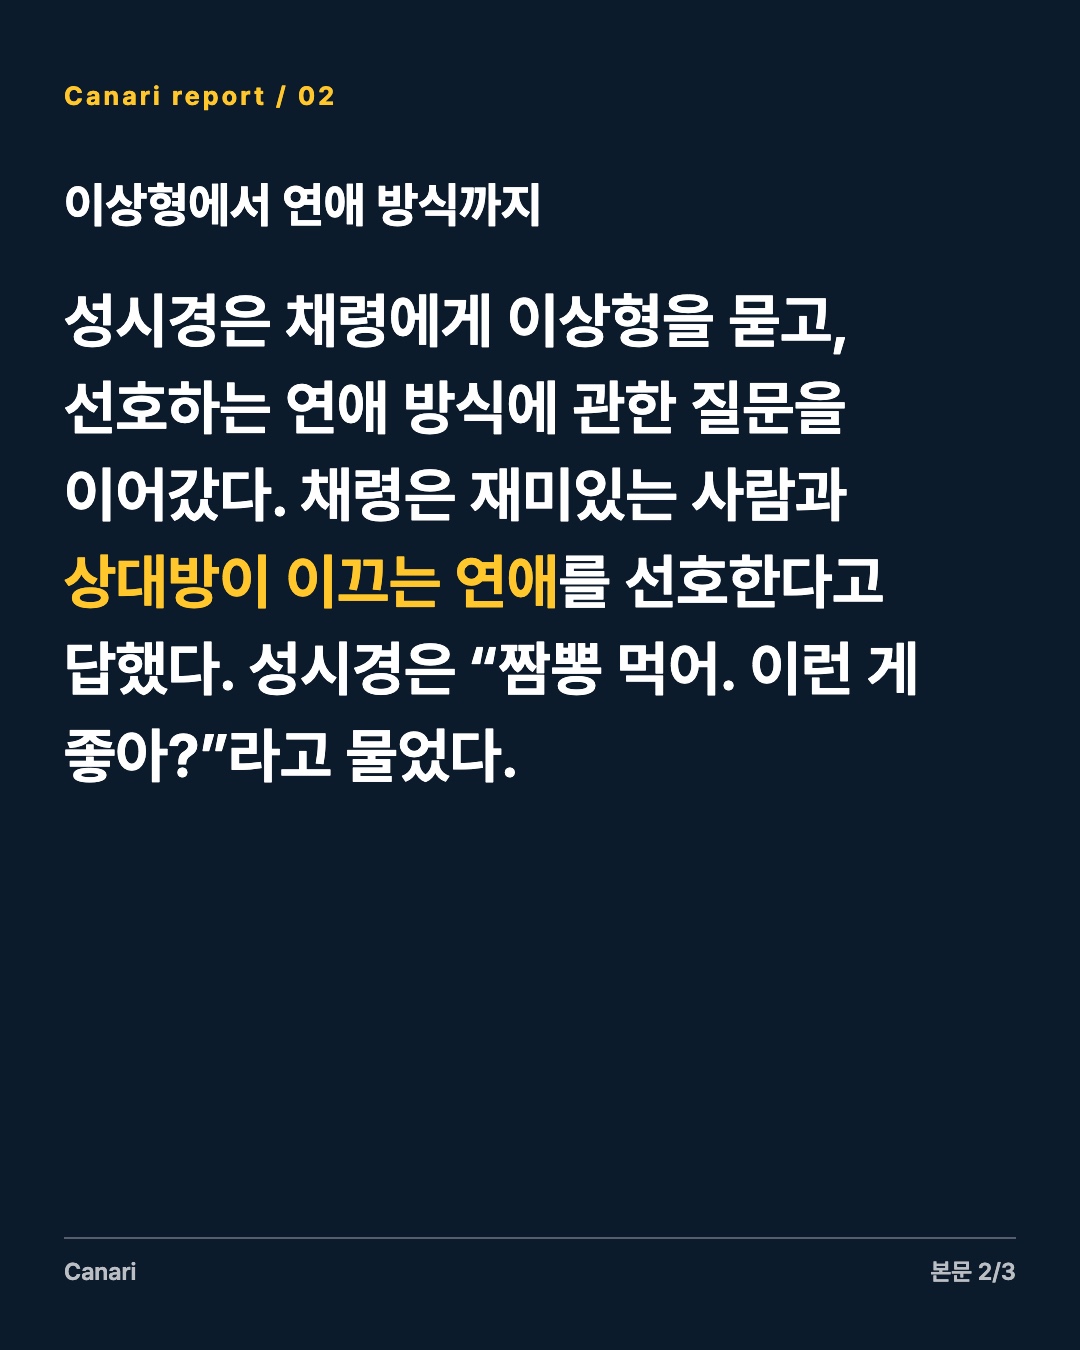 Canari report / 02
이상형에서 연애 방식까지
성시경은 채령에게 이상형을 묻고,
선호하는 연애 방식에 관한 질문을
이어갔다. 채령은 재미있는 사람과
상대방이 이끄는 연애를 선호한다고
답했다. 성시경은 “짬뽕 먹어. 이런 게
좋아?”라고 물었다.
Canari
본문 2/3